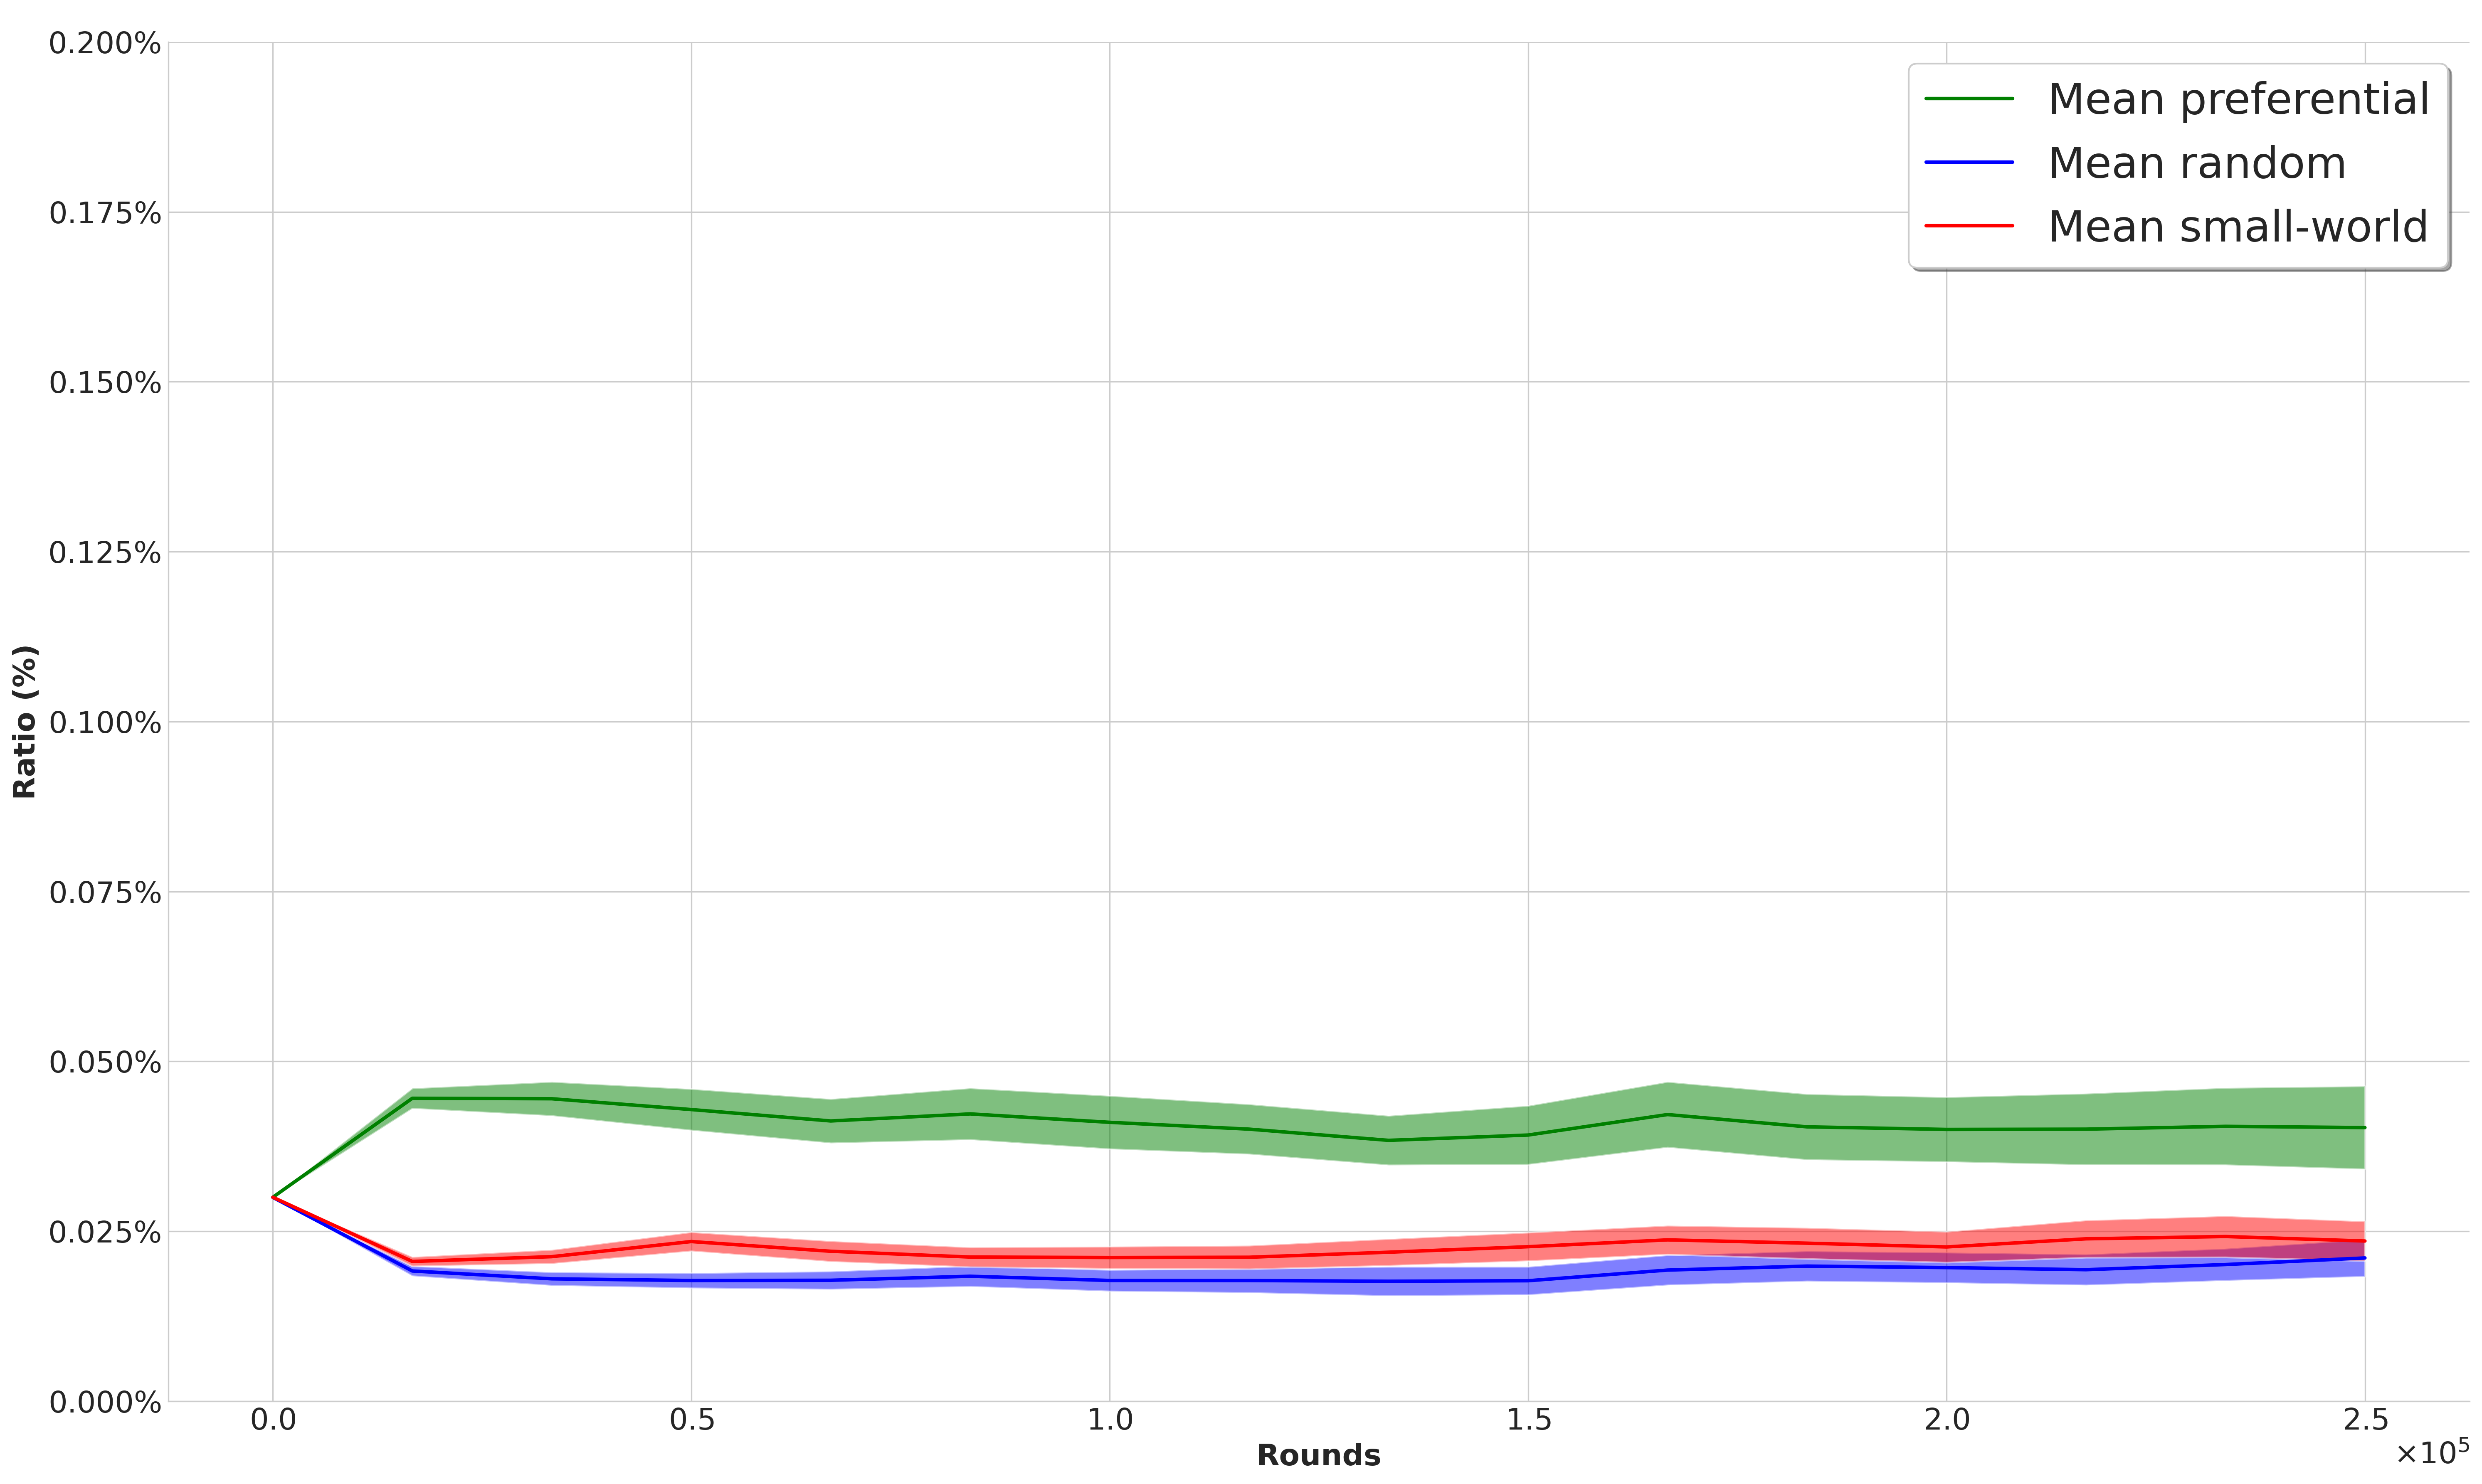 0.200%
0.175%
0.150%
0.125%
0.100%
0.075%
0.050%
0.025%
0.000%
Ratio (%)
Mean preferential
Mean random
Mean small-world
0.0 0.5 1.0 1.5 2.0 2.5
Rounds
×10⁵